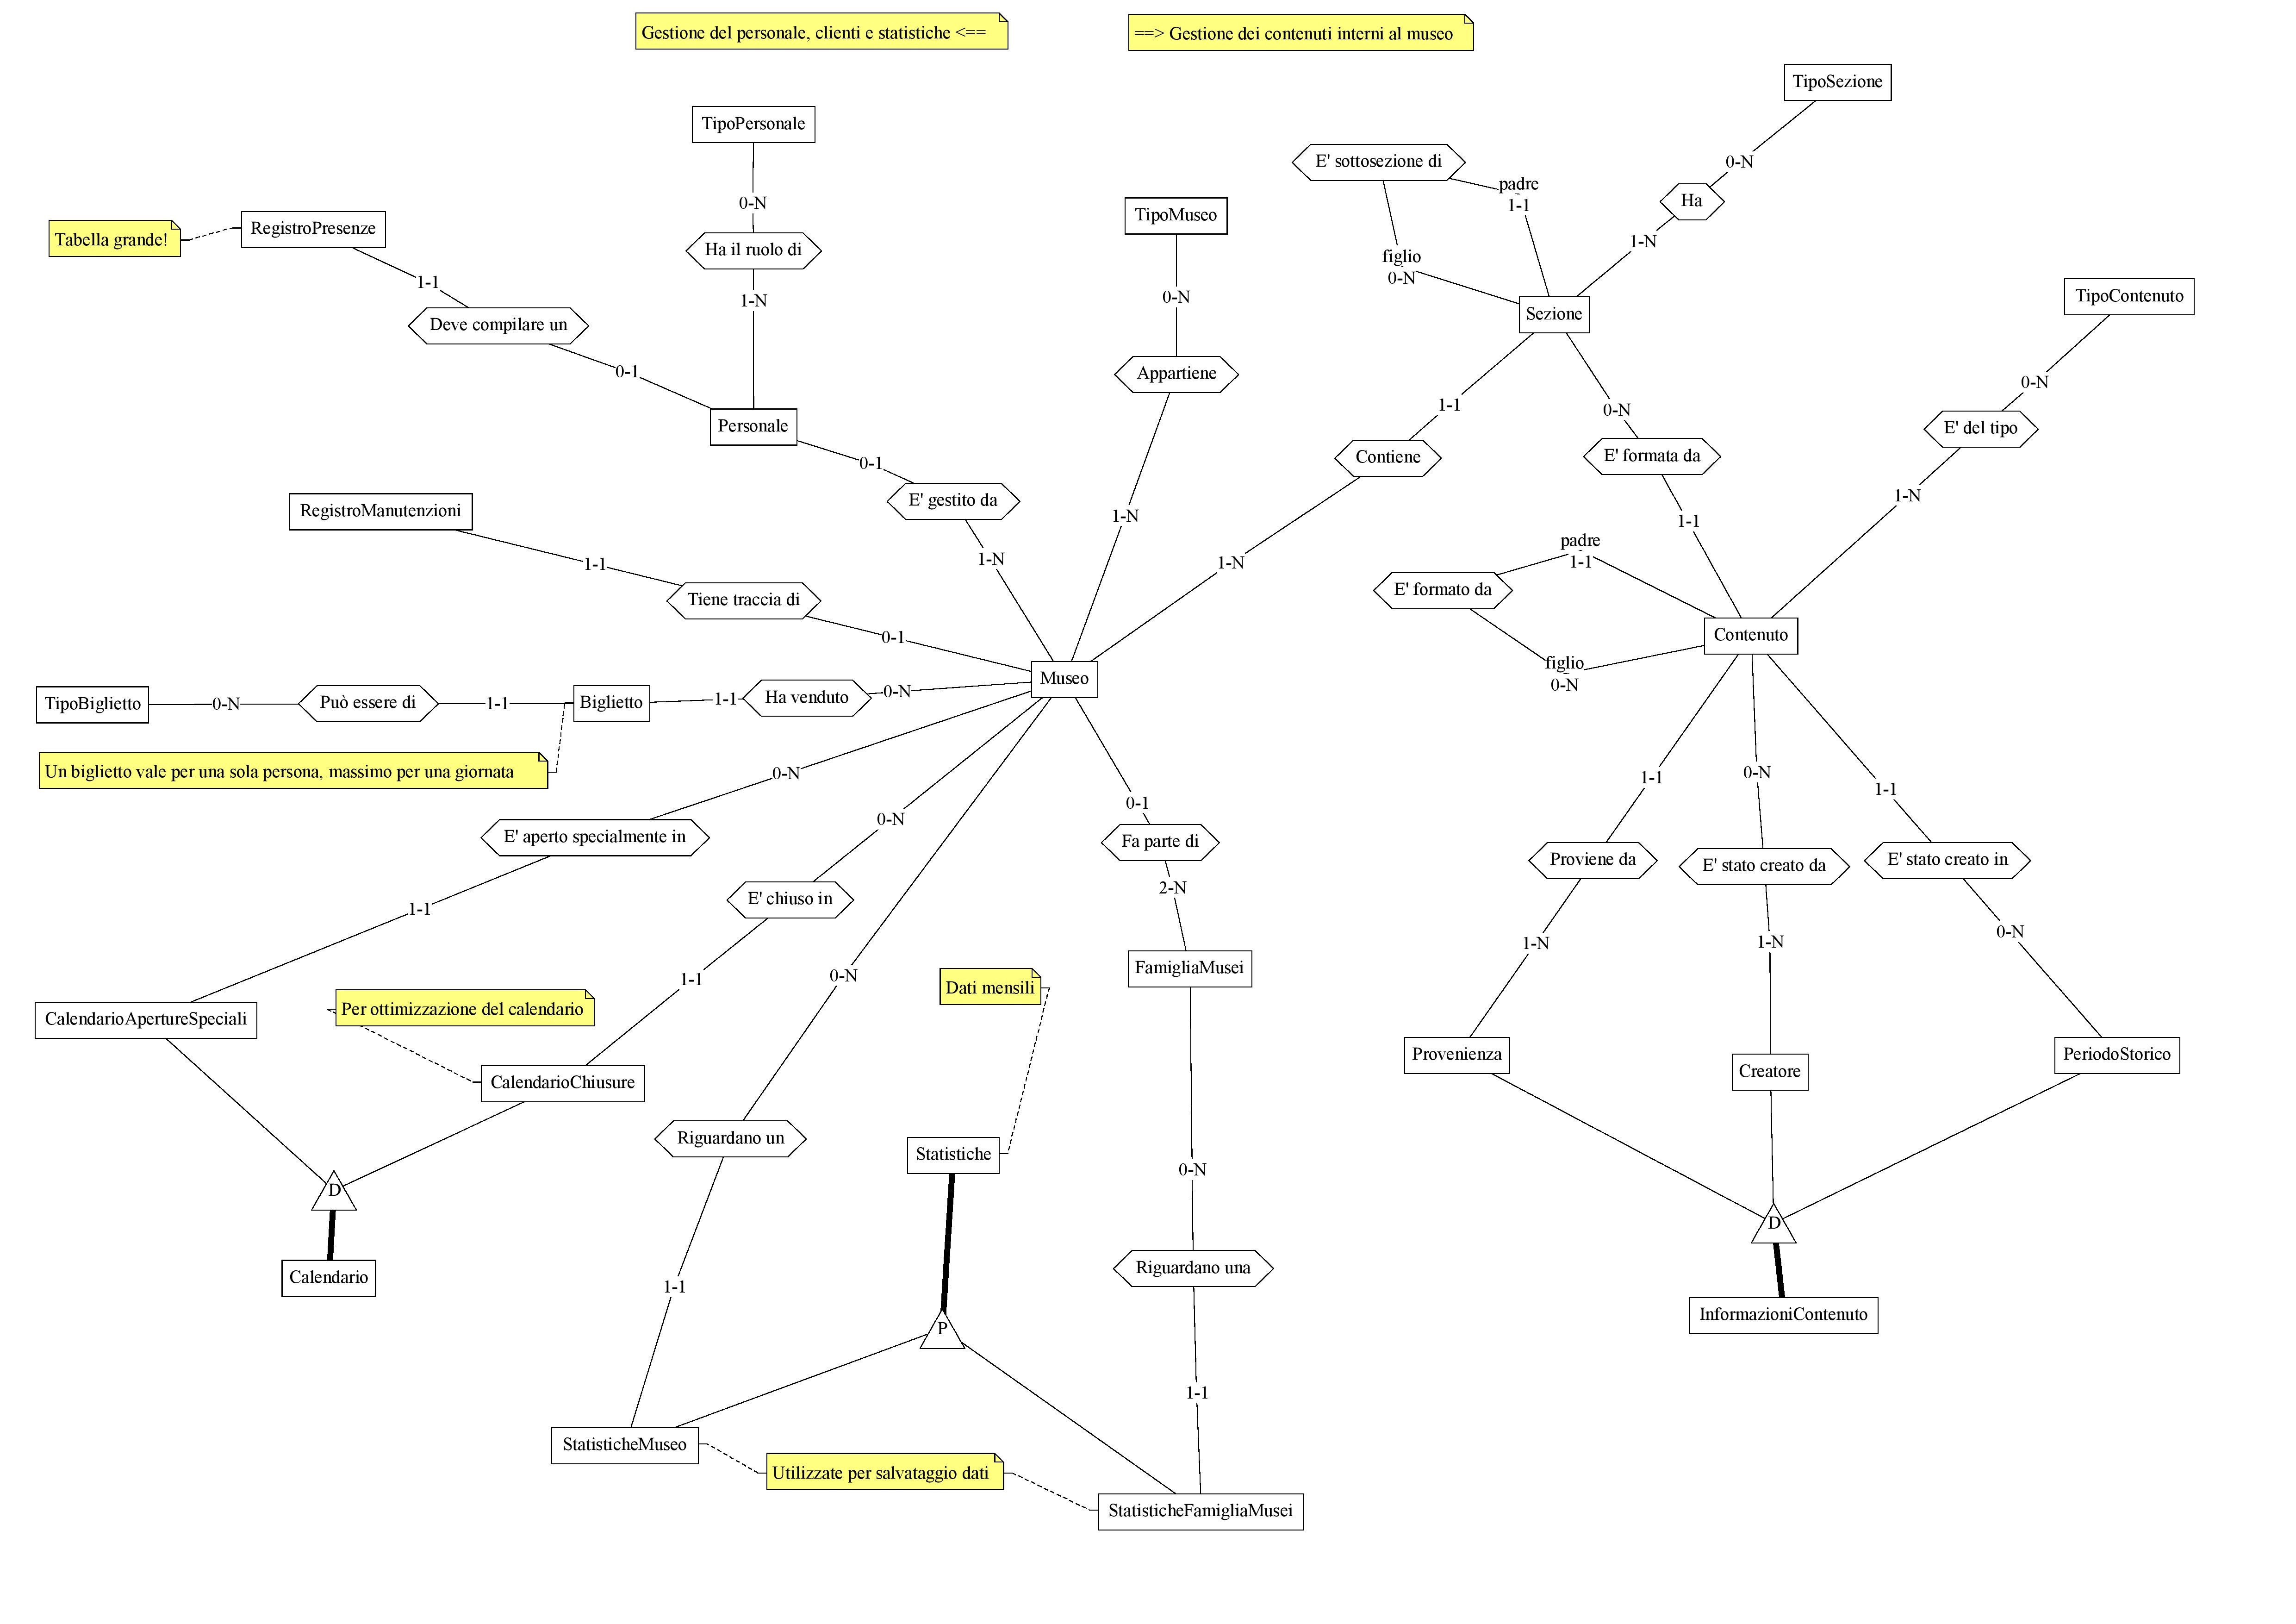 Gestione del personale, clienti e statistiche <==
==> Gestione dei contenuti interni al museo
TipoSezione
TipoPersonale
E' sottosezione di
0-N
padre
1-1
Ha
0-N
TipoMuseo
RegistroPresenze
Tabella grande!
Ha il ruolo di
1-N
figlio
0-N
1-1
1-N
0-N
TipoContenuto
Sezione
Deve compilare un
0-1
Appartiene
0-N
1-1
0-N
Personale
E' del tipo
0-1
Contiene
E' formata da
1-N
E' gestito da
RegistroManutenzioni
1-N
1-1
padre
1-1
1-N
1-N
1-1
E' formato da
Tiene traccia di
0-1
Contenuto
figlio
0-N
Museo
TipoBiglietto
0-N
Può essere di
1-1
Biglietto
1-1
Ha venduto
0-N
Un biglietto vale per una sola persona, massimo per una giornata
0-N
1-1
0-N
1-1
0-1
0-N
E' aperto specialmente in
Fa parte di
Proviene da
E' stato creato da
E' stato creato in
2-N
E' chiuso in
1-1
0-N
1-N
1-N
FamigliaMusei
0-N
1-1
Dati mensili
Per ottimizzazione del calendario
CalendarioApertureSpeciali
Provenienza
PeriodoStorico
Creatore
CalendarioChiusure
Riguardano un
Statistiche
0-N
D
D
Riguardano una
Calendario
1-1
InformazioniContenuto
P
1-1
StatisticheMuseo
Utilizzate per salvataggio dati
StatisticheFamigliaMusei